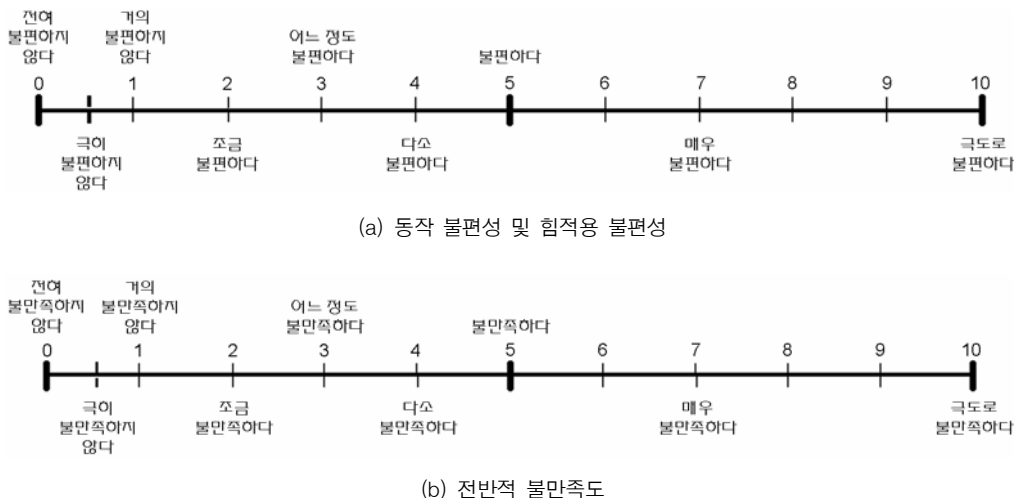 전혀 거의
불편하지 불편하지 어느 정도
않다 않다 불편하다 불편하다
0 1 2 3 4 5 6 7 8 9 10
극히 조금 다소 매우 극도로
불편하지 불편하다 불편하다 불편하다 불편하다
않다
(a) 동작 불편성 및 힘적용 불편성
전혀 거의
불만족하지 불만족하지 어느 정도
않다 않다 불만족하다 불만족하다
0 1 2 3 4 5 6 7 8 9 10
극히 조금 다소 매우 극도로
불만족하지 불만족하다 불만족하다 불만족하다 불만족하다
않다
(b) 전반적 불만족도